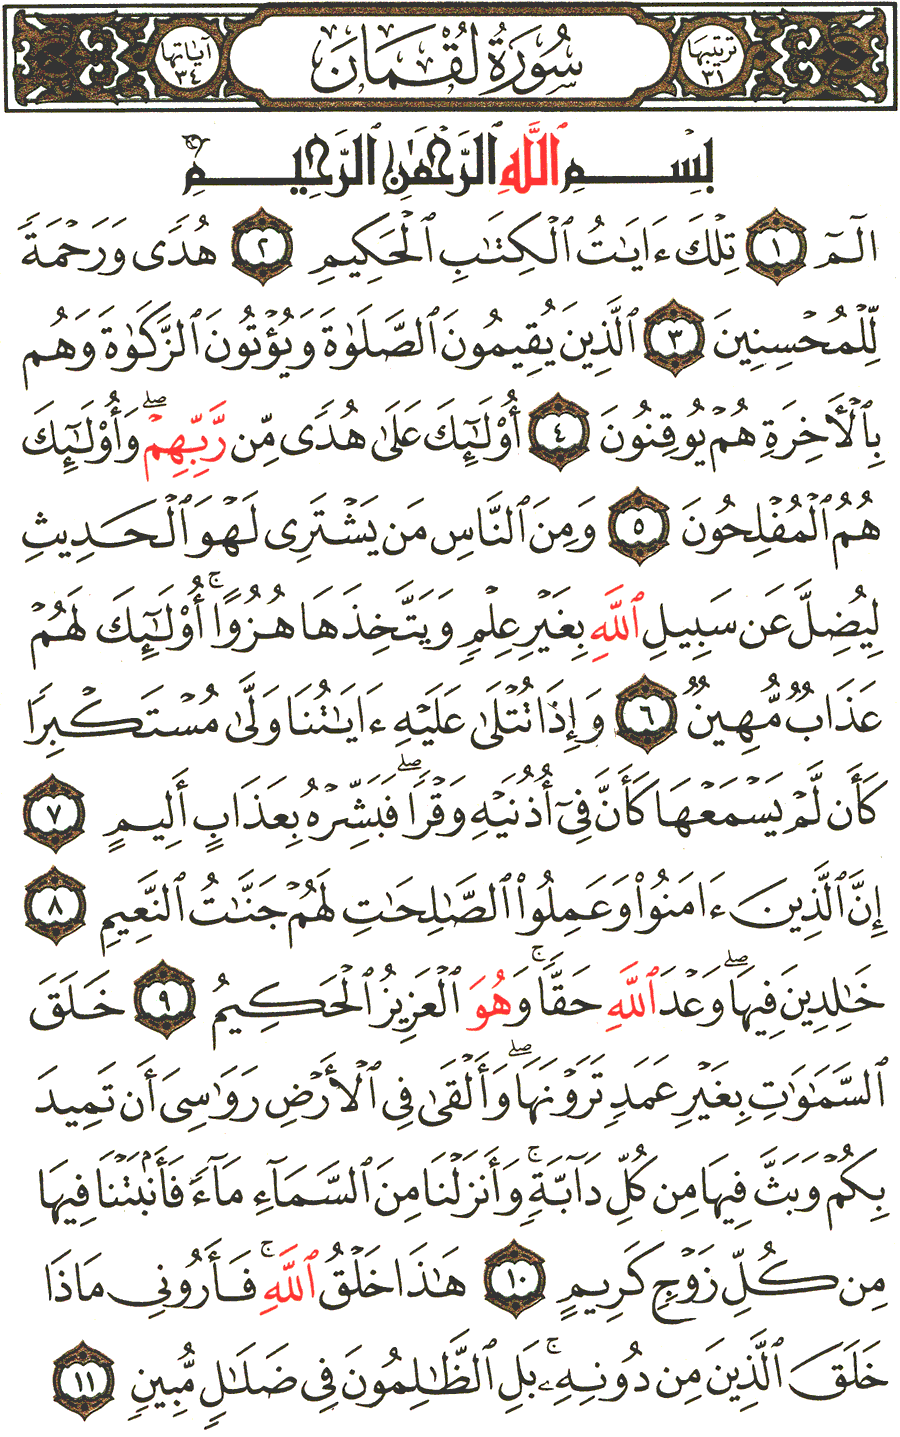 ترتيبها ٣١ سُورَةُ لُقْمَان آياتها ٣٤
بِسْمِ ٱللَّهِ ٱلرَّحْمَٰنِ ٱلرَّحِيمِ
الٓمٓ ١ تِلْكَ ءَايَٰتُ ٱلْكِتَٰبِ ٱلْحَكِيمِ ٢ هُدًى وَرَحْمَةً
لِّلْمُحْسِنِينَ ٣ ٱلَّذِينَ يُقِيمُونَ ٱلصَّلَوٰةَ وَيُؤْتُونَ ٱلزَّكَوٰةَ وَهُم
بِٱلْأَخِرَةِ هُمْ يُوقِنُونَ ٤ أُوْلَٰٓئِكَ عَلَىٰ هُدًى مِّن رَّبِّهِمْۖ وَأُوْلَٰٓئِكَ
هُمُ ٱلْمُفْلِحُونَ ٥ وَمِنَ ٱلنَّاسِ مَن يَشْتَرِى لَهْوَ ٱلْحَدِيثِ
لِيُضِلَّ عَن سَبِيلِ ٱللَّهِ بِغَيْرِ عِلْمٍ وَيَتَّخِذَهَا هُزُوًاۚ أُوْلَٰٓئِكَ لَهُمْ
عَذَابٌ مُّهِينٌ ٦ وَإِذَا تُتْلَىٰ عَلَيْهِ ءَايَٰتُنَا وَلَّىٰ مُسْتَكْبِرًا
كَأَن لَّمْ يَسْمَعْهَا كَأَنَّ فِىٓ أُذُنَيْهِ وَقْرًاۖ فَبَشِّرْهُ بِعَذَابٍ أَلِيمٍ ٧
إِنَّ ٱلَّذِينَ ءَامَنُواْ وَعَمِلُواْ ٱلصَّٰلِحَٰتِ لَهُمْ جَنَّٰتُ ٱلنَّعِيمِ ٨
خَٰلِدِينَ فِيهَاۖ وَعْدَ ٱللَّهِ حَقًّاۚ وَهُوَ ٱلْعَزِيزُ ٱلْحَكِيمُ ٩ خَلَقَ
ٱلسَّمَٰوَٰتِ بِغَيْرِ عَمَدٍ تَرَوْنَهَاۖ وَأَلْقَىٰ فِى ٱلْأَرْضِ رَوَٰسِىَ أَن تَمِيدَ
بِكُمْ وَبَثَّ فِيهَا مِن كُلِّ دَآبَّةٍۚ وَأَنزَلْنَا مِنَ ٱلسَّمَآءِ مَآءً فَأَنۢبَتْنَا فِيهَا
مِن كُلِّ زَوْجٍ كَرِيمٍ ١٠ هَٰذَا خَلْقُ ٱللَّهِۚ فَأَرُونِى مَاذَا
خَلَقَ ٱلَّذِينَ مِن دُونِهِۦۚ بَلِ ٱلظَّٰلِمُونَ فِى ضَلَٰلٍ مُّبِينٍ ١١